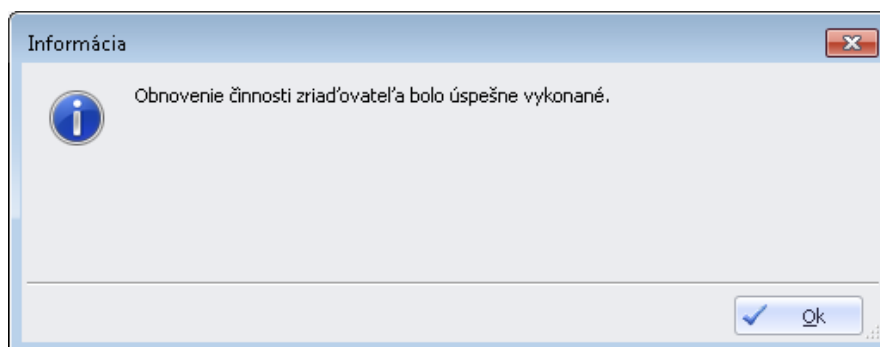 Informácia
Obnovenie činnosti zriaďovateľa bolo úspešne vykonané.
Ok